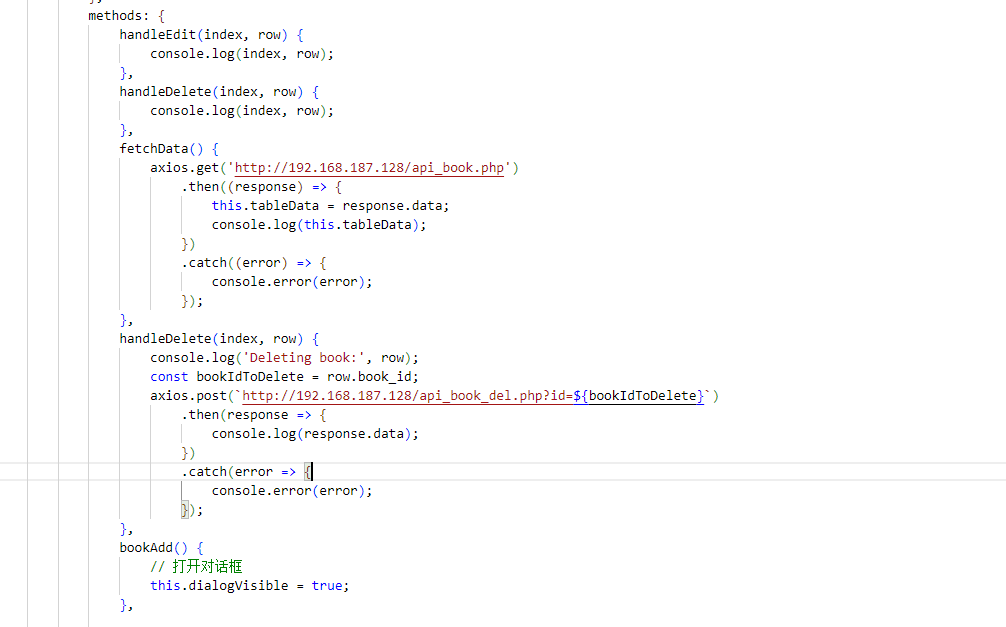 },
methods: {
handleEdit(index, row) {
console.log(index, row);
},
handleDelete(index, row) {
console.log(index, row);
},
fetchData() {
axios.get('http://192.168.187.128/api_book.php')
.then((response) => {
this.tableData = response.data;
console.log(this.tableData);
})
.catch((error) => {
console.error(error);
});
},
handleDelete(index, row) {
console.log('Deleting book:', row);
const bookIdToDelete = row.book_id;
axios.post(`http://192.168.187.128/api_book_del.php?id=${bookIdToDelete}`)
.then(response => {
console.log(response.data);
})
.catch(error => {
console.error(error);
});
},
bookAdd() {
// 打开对话框
this.dialogVisible = true;
},